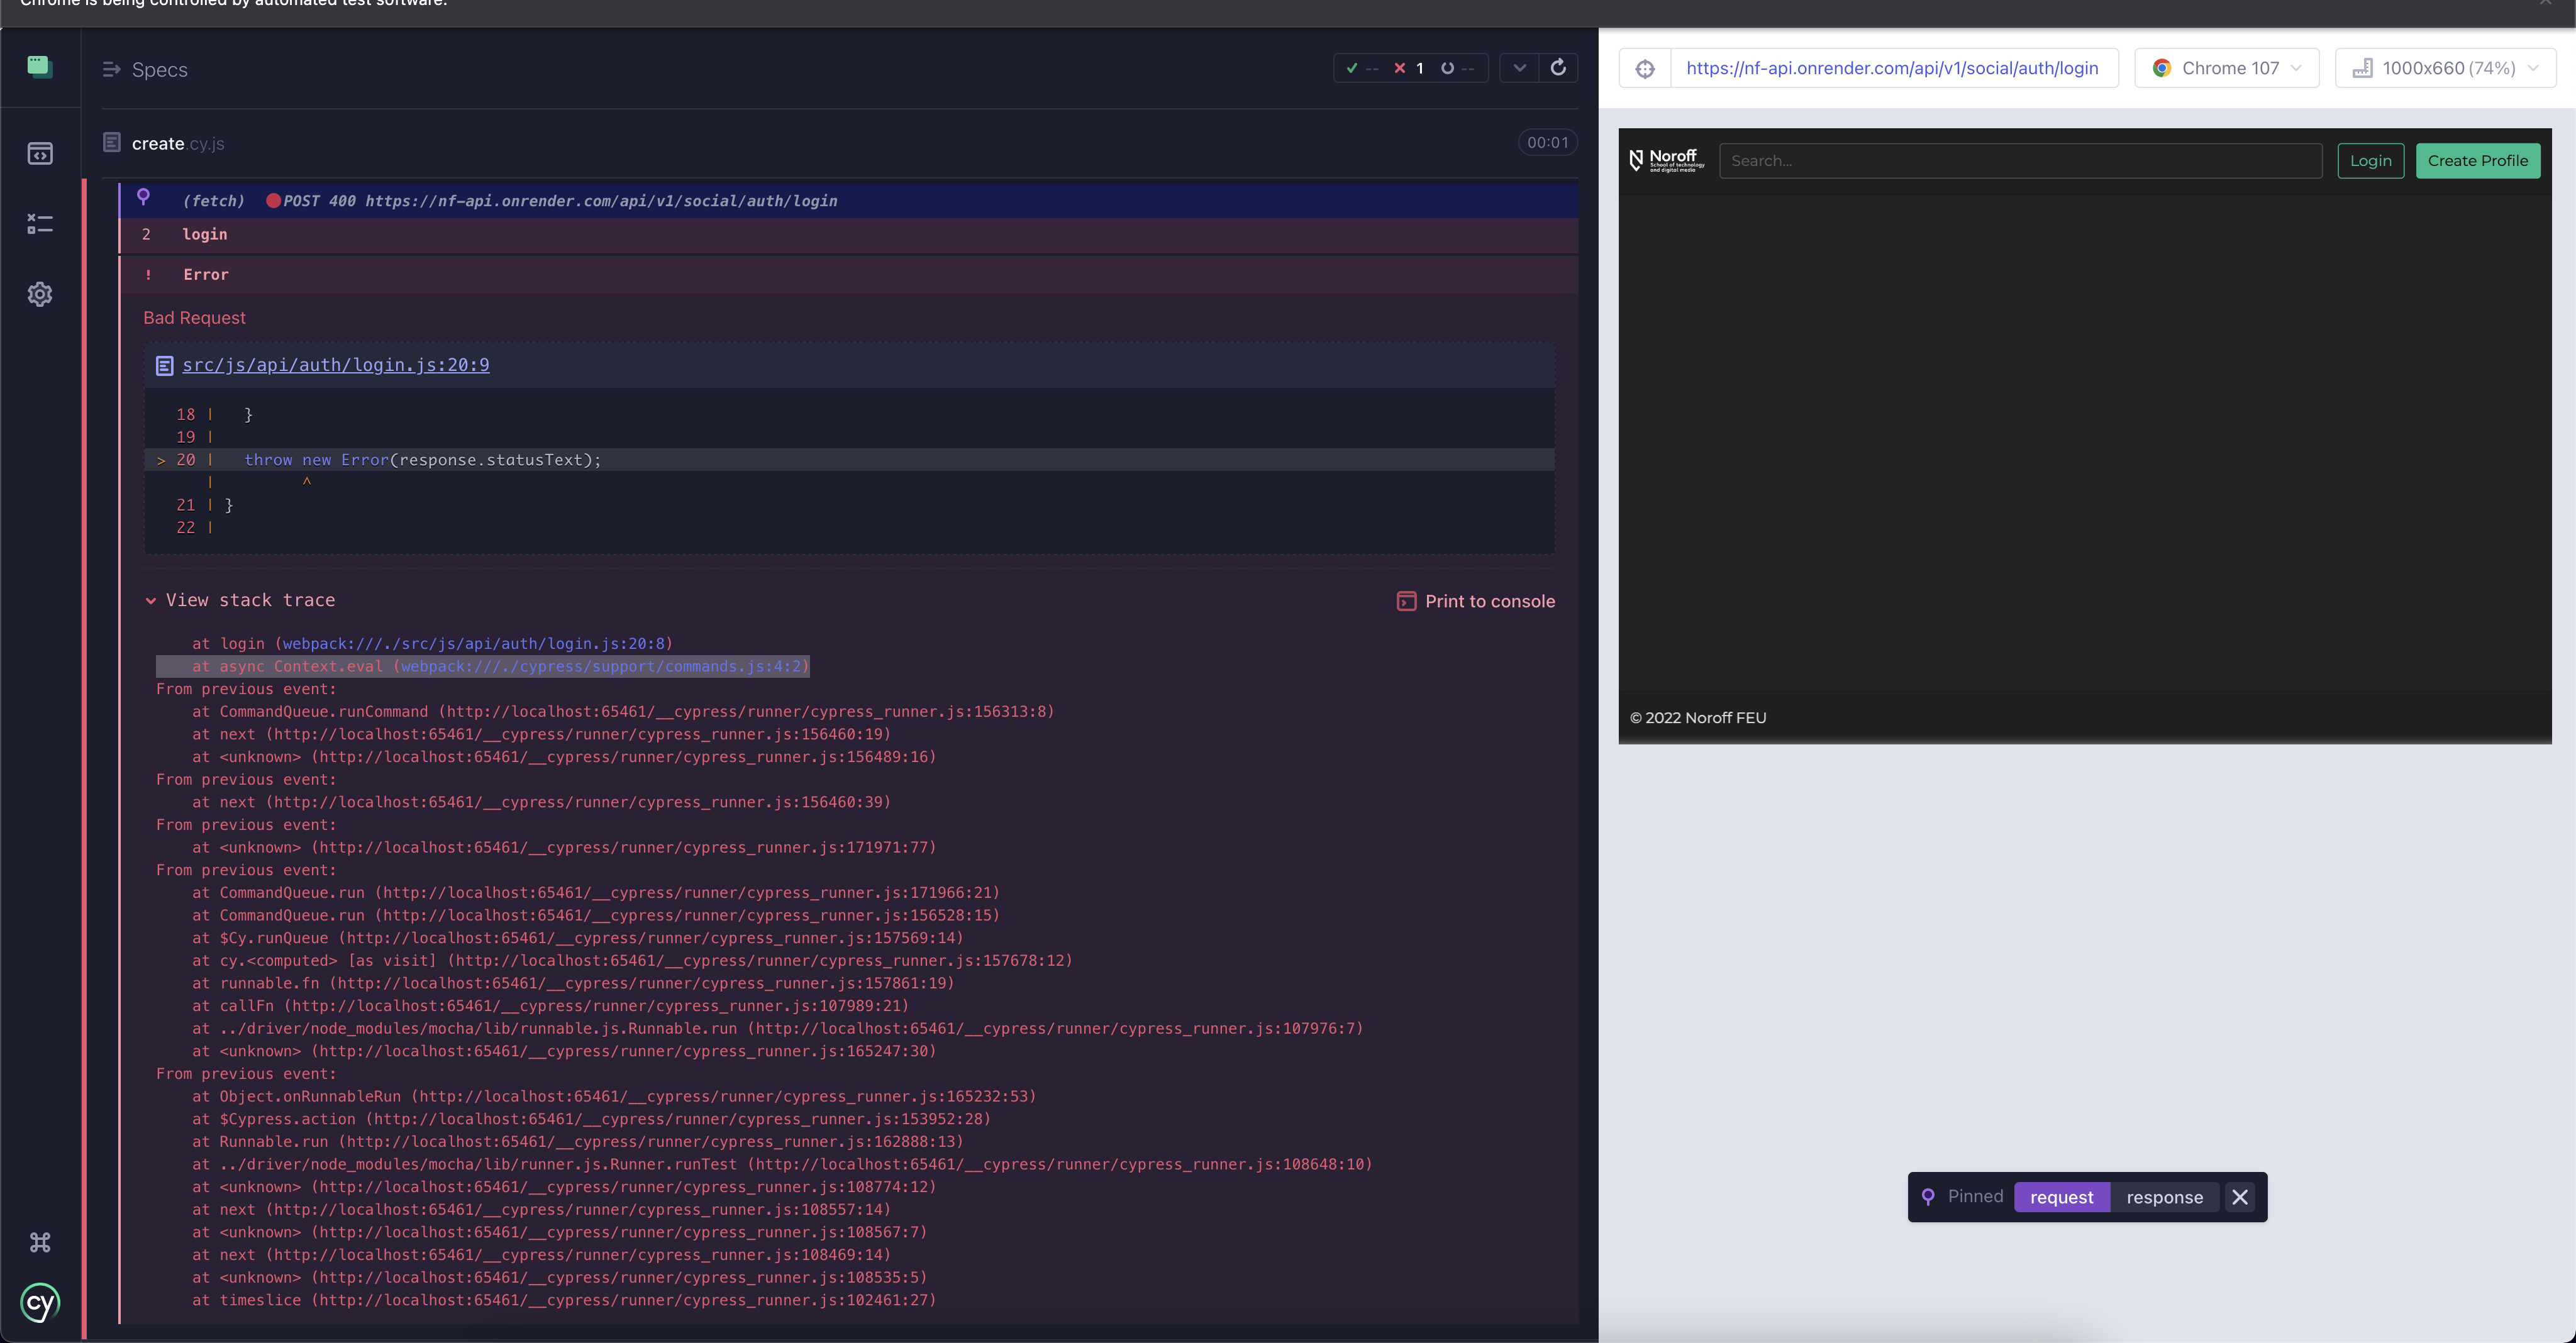 Chrome is being controlled by automated test software.
Specs
-- 1 --
https://nf-api.onrender.com/api/v1/social/auth/login
Chrome 107
1000x660 (74%)
create.cy.js
00:01
(fetch) POST 400 https://nf-api.onrender.com/api/v1/social/auth/login
2 login
! Error
Bad Request
src/js/api/auth/login.js:20:9
18 | }
19 |
> 20 | throw new Error(response.statusText);
| ^
21 | }
22 |
View stack trace
Print to console
at login (webpack:///./src/js/api/auth/login.js:20:8)
at async Context.eval (webpack:///./cypress/support/commands.js:4:2)
From previous event:
at CommandQueue.runCommand (http://localhost:65461/__cypress/runner/cypress_runner.js:156313:8)
at next (http://localhost:65461/__cypress/runner/cypress_runner.js:156460:19)
at <unknown> (http://localhost:65461/__cypress/runner/cypress_runner.js:156489:16)
From previous event:
at next (http://localhost:65461/__cypress/runner/cypress_runner.js:156460:39)
From previous event:
at <unknown> (http://localhost:65461/__cypress/runner/cypress_runner.js:171971:77)
From previous event:
at CommandQueue.run (http://localhost:65461/__cypress/runner/cypress_runner.js:171966:21)
at CommandQueue.run (http://localhost:65461/__cypress/runner/cypress_runner.js:156528:15)
at $Cy.runQueue (http://localhost:65461/__cypress/runner/cypress_runner.js:157569:14)
at cy.<computed> [as visit] (http://localhost:65461/__cypress/runner/cypress_runner.js:157678:12)
at runnable.fn (http://localhost:65461/__cypress/runner/cypress_runner.js:157861:19)
at callFn (http://localhost:65461/__cypress/runner/cypress_runner.js:107989:21)
at ../driver/node_modules/mocha/lib/runnable.js.Runnable.run (http://localhost:65461/__cypress/runner/cypress_runner.js:107976:7)
at <unknown> (http://localhost:65461/__cypress/runner/cypress_runner.js:165247:30)
From previous event:
at Object.onRunnableRun (http://localhost:65461/__cypress/runner/cypress_runner.js:165232:53)
at $Cypress.action (http://localhost:65461/__cypress/runner/cypress_runner.js:153952:28)
at Runnable.run (http://localhost:65461/__cypress/runner/cypress_runner.js:162888:13)
at ../driver/node_modules/mocha/lib/runner.js.Runner.runTest (http://localhost:65461/__cypress/runner/cypress_runner.js:108648:10)
at <unknown> (http://localhost:65461/__cypress/runner/cypress_runner.js:108774:12)
at next (http://localhost:65461/__cypress/runner/cypress_runner.js:108557:14)
at <unknown> (http://localhost:65461/__cypress/runner/cypress_runner.js:108567:7)
at next (http://localhost:65461/__cypress/runner/cypress_runner.js:108469:14)
at <unknown> (http://localhost:65461/__cypress/runner/cypress_runner.js:108535:5)
at timeslice (http://localhost:65461/__cypress/runner/cypress_runner.js:102461:27)
cy
Noroff
School of technology
and digital media
Search...
Login
Create Profile
© 2022 Noroff FEU
Pinned
request
response